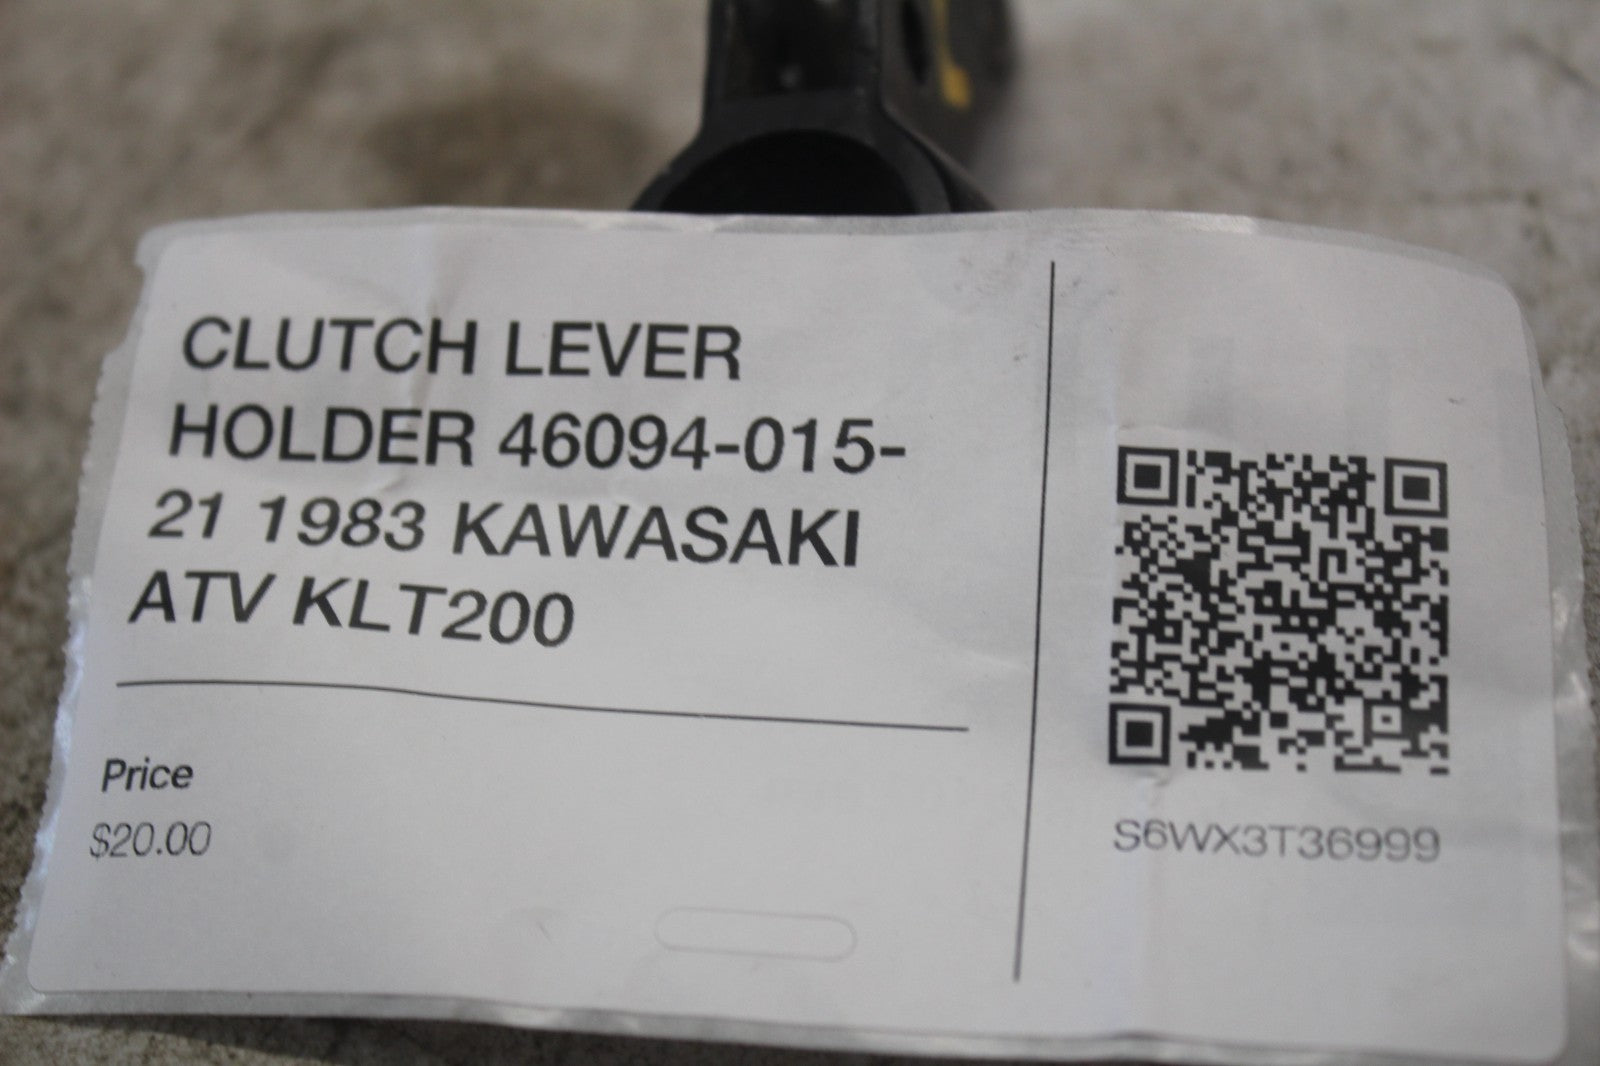 CLUTCH LEVER
HOLDER 46094-015-
21 1983 KAWASAKI
ATV KLT200
Price
$20.00
S6WX3T36999